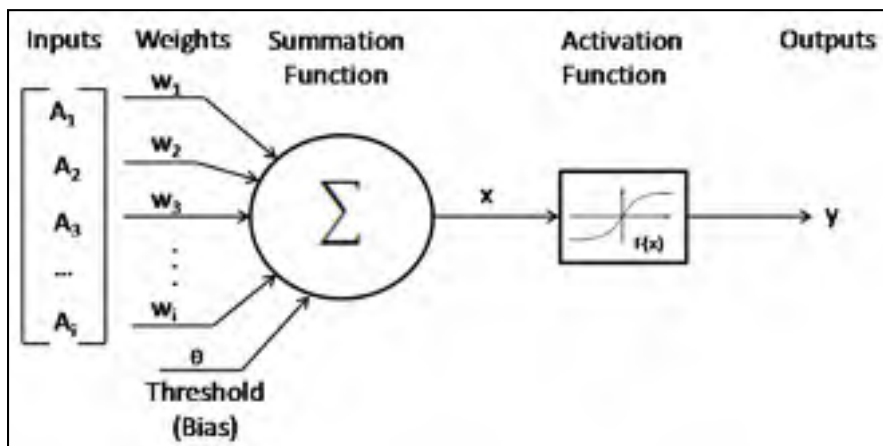 Inputs Weights Summation Function Activation Function Outputs
A₁ w₁
A₂ w₂
A₃ w₃
... ⋮
Aᵢ wᵢ
Σ
x
F(x)
y
θ
Threshold
(Bias)